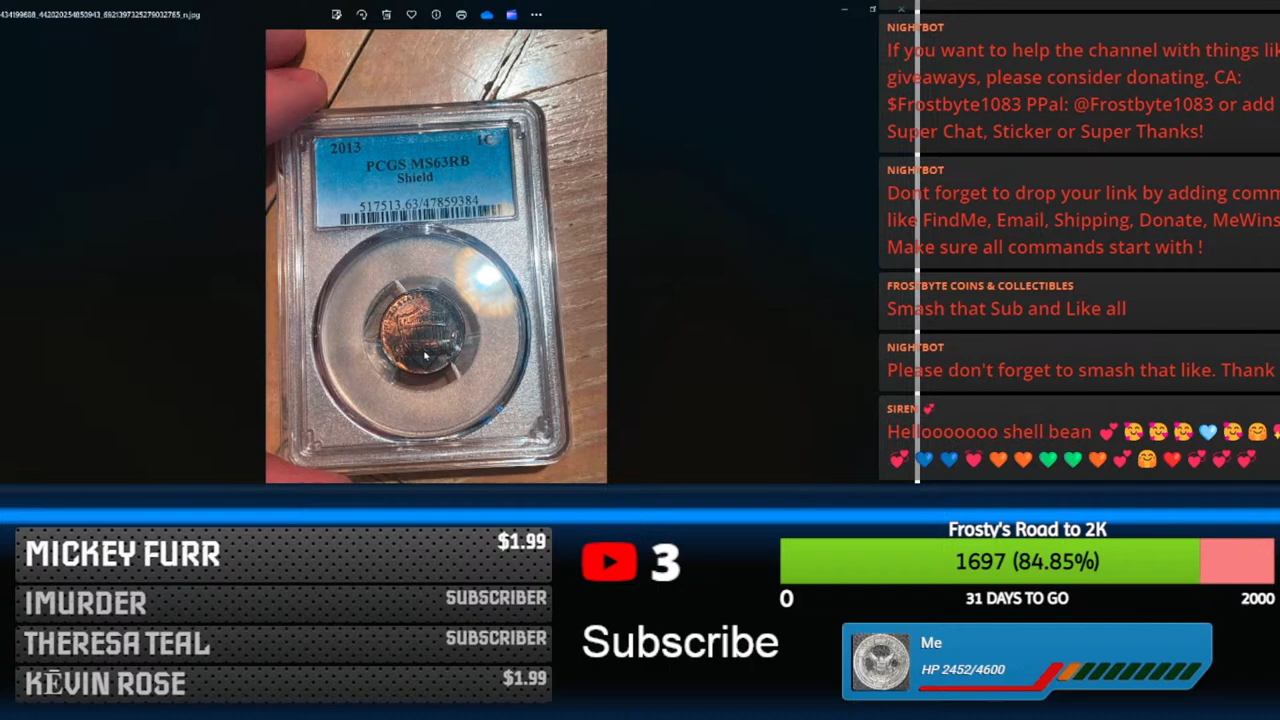 434199608_442020254850943_6921397325279032765_n.jpg
2013 1C
PCGS MS63RB
Shield
517513.63/47859384
NIGHTBOT
If you want to help the channel with things li
giveaways, please consider donating. CA:
$Frostbyte1083 PPal: @Frostbyte1083 or add
Super Chat, Sticker or Super Thanks!
NIGHTBOT
Dont forget to drop your link by adding comm
like FindMe, Email, Shipping, Donate, MeWins
Make sure all commands start with !
FROSTBYTE COINS & COLLECTIBLES
Smash that Sub and Like all
NIGHTBOT
Please don't forget to smash that like. Thank
SIREN 💕
Hellooooooo shell bean 💕🥰🥰🥰🩵🥰🤗
💞💙💙💓🧡🧡💚💚🧡💕🤗❤️💞💕💞
MICKEY FURR $1.99
IMURDER SUBSCRIBER
THERESA TEAL SUBSCRIBER
KEVIN ROSE $1.99
3
Subscribe
Frosty's Road to 2K
1697 (84.85%)
0 31 DAYS TO GO 2000
Me
HP 2452/4600